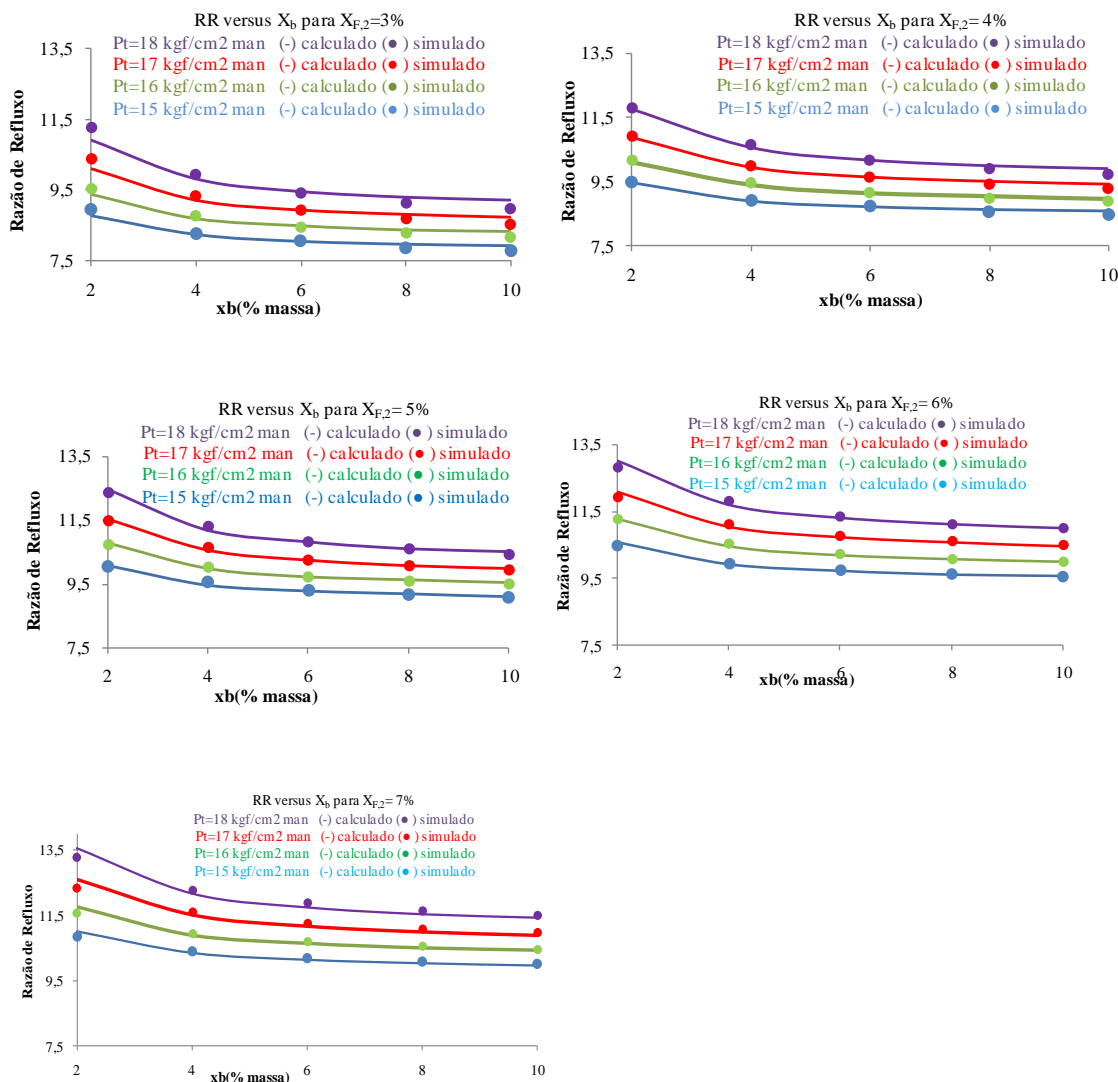 RR versus Xb para XF,2=3%
Pt=18 kgf/cm2 man (-) calculado (●) simulado
Pt=17 kgf/cm2 man (-) calculado (●) simulado
Pt=16 kgf/cm2 man (-) calculado (●) simulado
Pt=15 kgf/cm2 man (-) calculado (●) simulado
Razão de Refluxo
13,5
11,5
9,5
7,5
2 4 6 8 10
xb(% massa)
RR versus Xb para XF,2= 4%
Pt=18 kgf/cm2 man (-) calculado (●) simulado
Pt=17 kgf/cm2 man (-) calculado (●) simulado
Pt=16 kgf/cm2 man (-) calculado (●) simulado
Pt=15 kgf/cm2 man (-) calculado (●) simulado
Razão de Refluxo
13,5
11,5
9,5
7,5
2 4 6 8 10
xb(% massa)
RR versus Xb para XF,2= 5%
Pt=18 kgf/cm2 man (-) calculado (●) simulado
Pt=17 kgf/cm2 man (-) calculado (●) simulado
Pt=16 kgf/cm2 man (-) calculado (●) simulado
Pt=15 kgf/cm2 man (-) calculado (●) simulado
Razão de Refluxo
13,5
11,5
9,5
7,5
2 4 6 8 10
xb(% massa)
RR versus Xb para XF,2= 6%
Pt=18 kgf/cm2 man (-) calculado (●) simulado
Pt=17 kgf/cm2 man (-) calculado (●) simulado
Pt=16 kgf/cm2 man (-) calculado (●) simulado
Pt=15 kgf/cm2 man (-) calculado (●) simulado
Razão de Refluxo
13,5
11,5
9,5
7,5
2 4 6 8 10
xb(% massa)
RR versus Xb para XF,2= 7%
Pt=18 kgf/cm2 man (-) calculado (●) simulado
Pt=17 kgf/cm2 man (-) calculado (●) simulado
Pt=16 kgf/cm2 man (-) calculado (●) simulado
Pt=15 kgf/cm2 man (-) calculado (●) simulado
Razão de Refluxo
13,5
11,5
9,5
7,5
2 4 6 8 10
xb(% massa)